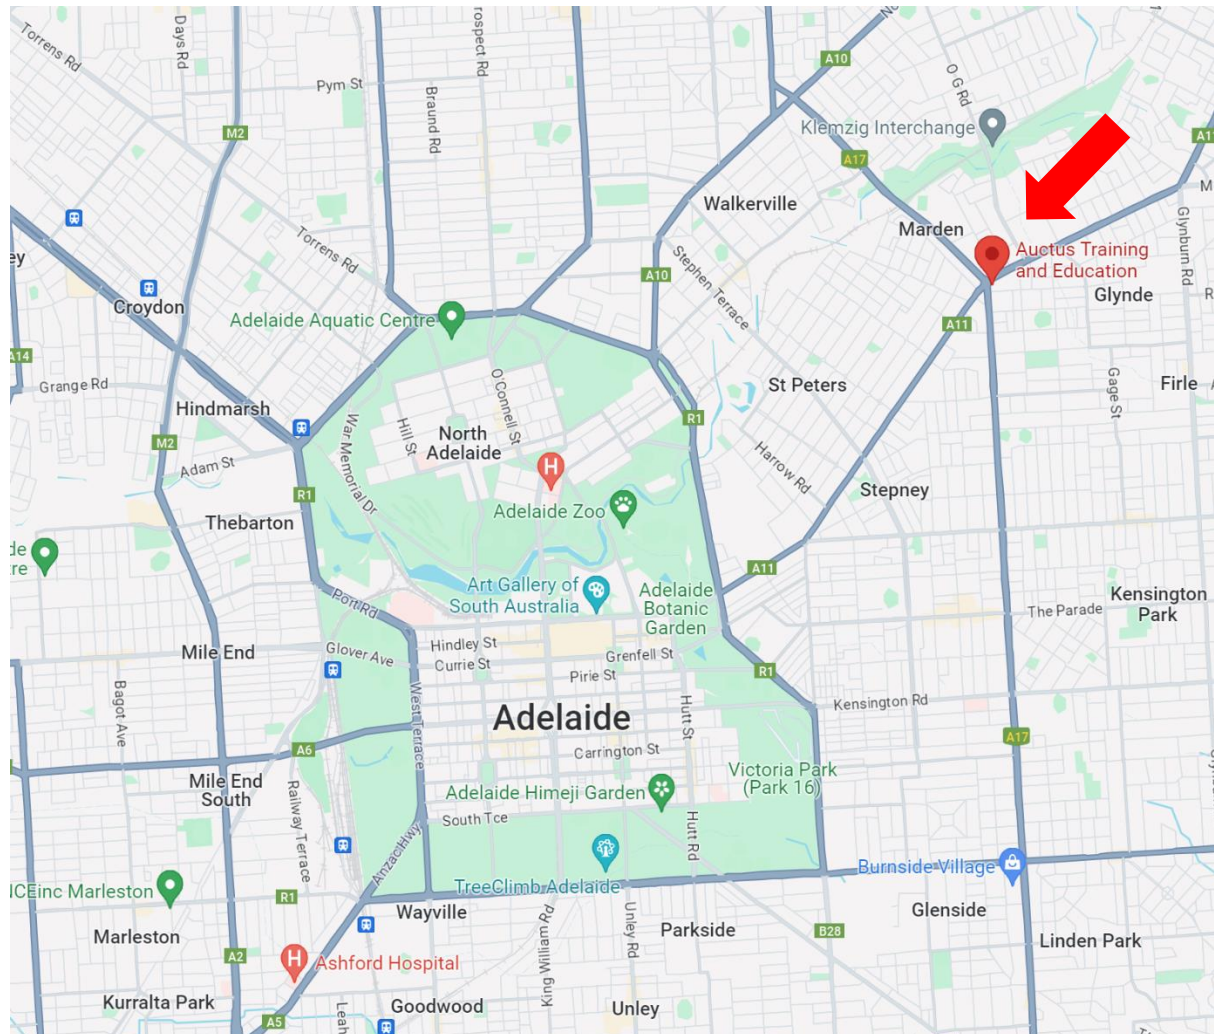 Torrens Rd
Days Rd
rospect Rd
No
A10
O G Rd
Pym St
Braund Rd
M2
Klemzig Interchange
A17
Walkerville
Marden
Auctus Training
and Education
Glynburn Rd
M
ey
Torrens Rd
Croydon
A10
Stephen Terrace
Glynde
R
Adelaide Aquatic Centre
A11
A14
Grange Rd
Hindmarsh
O'Connell St
St Peters
Gage St
Firle
North
Adelaide
Hill St
War Memorial Dr
R1
M2
Adam St
H
Harrow Rd
Stepney
R1
Thebarton
Adelaide Zoo
de
re
A11
Art Gallery of
South Australia
Adelaide
Botanic
Garden
Port Rd
The Parade
Kensington
Park
Mile End
Glover Ave
Hindley St
Currie St
Grenfell St
Pirie St
R1
Bagot Ave
West Terrace
Hutt St
Kensington Rd
Adelaide
A17
A6
Carrington St
Mile End
South
Railway Terrace
Victoria Park
(Park 16)
Adelaide Himeji Garden
South Tce
Hutt Rd
Anzac Hwy
TreeClimb Adelaide
Burnside Village
NCEinc Marleston
R1
Wayville
King William Rd
Unley Rd
Parkside
B28
Glenside
Marleston
A2
H
Ashford Hospital
Linden Park
Kurralta Park
A5
Leah
Goodwood
Unley